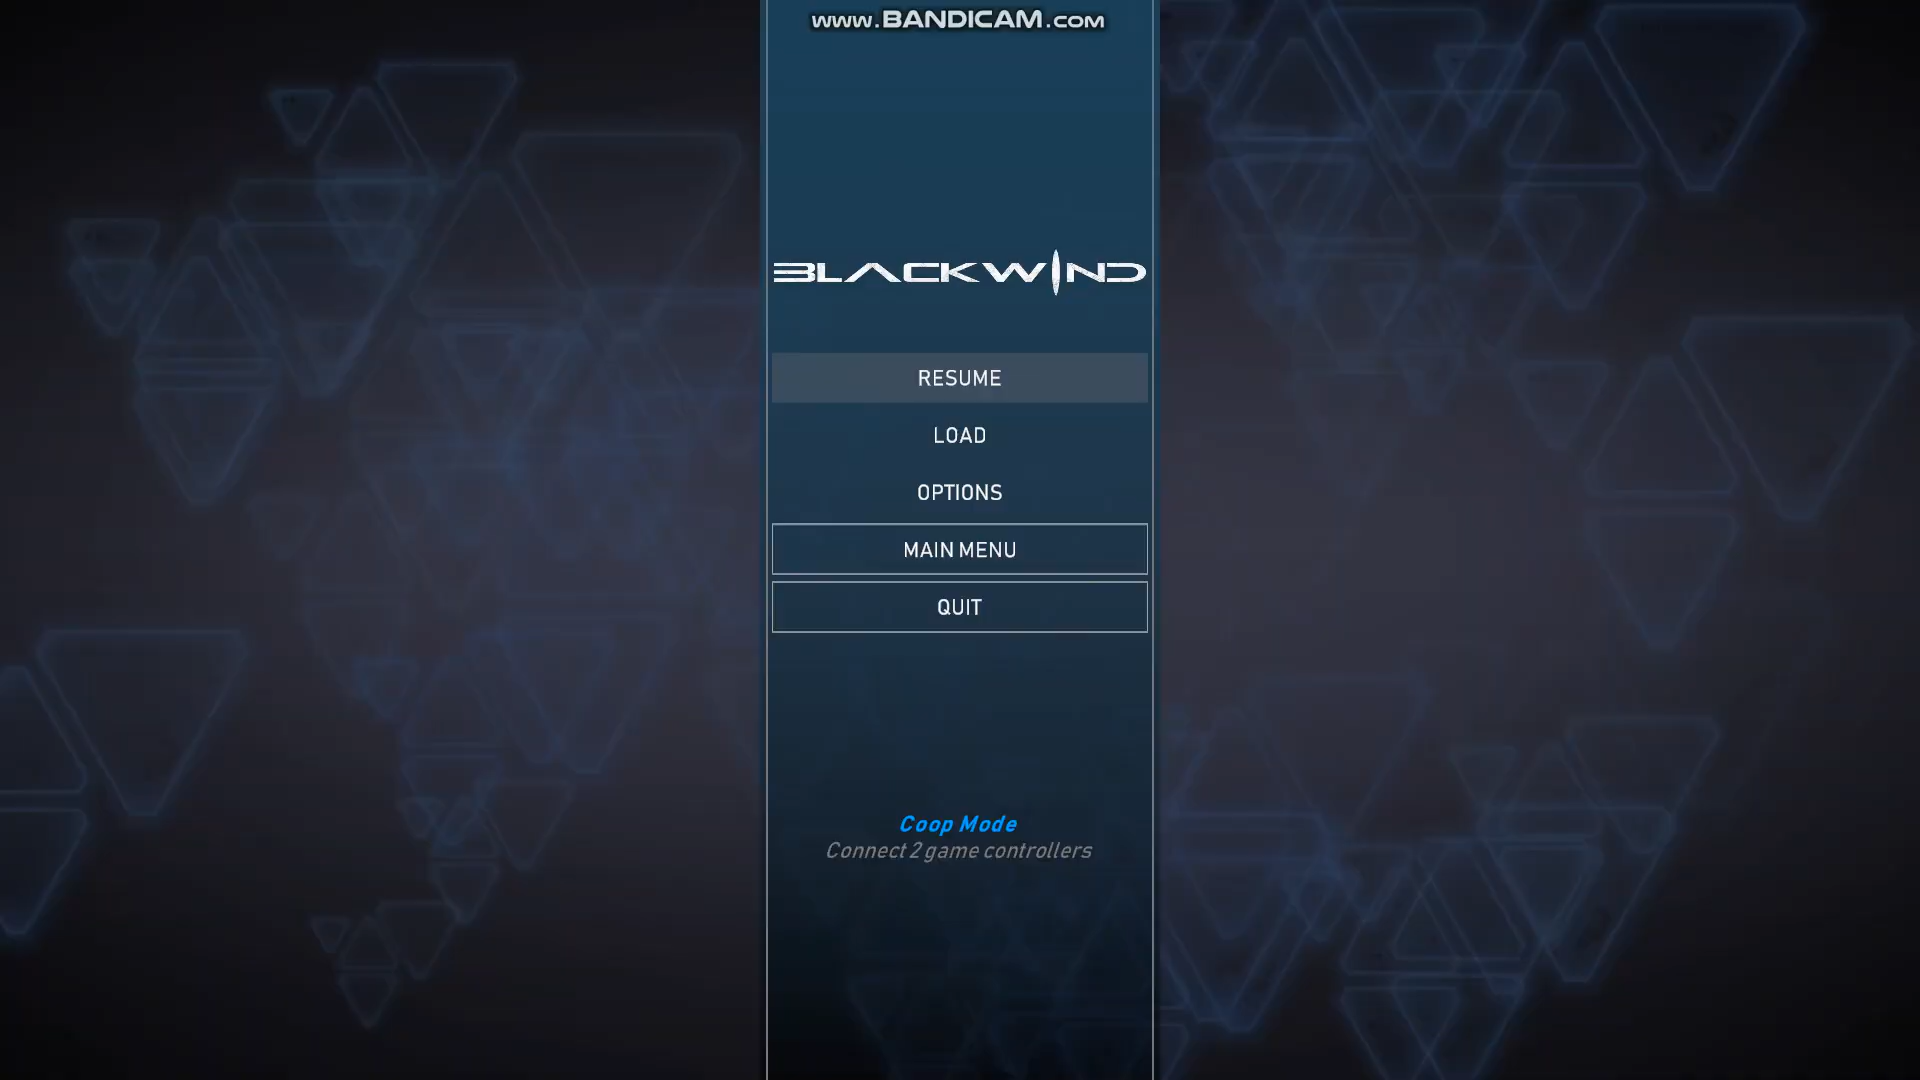 www.BANDICAM.com
BLACKWIND
RESUME
LOAD
OPTIONS
MAIN MENU
QUIT
Coop Mode
Connect 2 game controllers